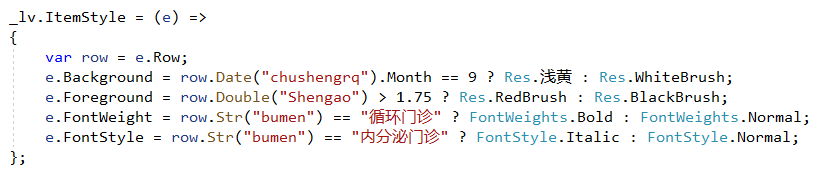 _lv.ItemStyle = (e) =>
{
    var row = e.Row;
    e.Background = row.Date("chushengrq").Month == 9 ? Res.浅黄 : Res.WhiteBrush;
    e.Foreground = row.Double("Shengao") > 1.75 ? Res.RedBrush : Res.BlackBrush;
    e.FontWeight = row.Str("bumen") == "循环门诊" ? FontWeights.Bold : FontWeights.Normal;
    e.FontStyle = row.Str("bumen") == "内分泌门诊" ? FontStyle.Italic : FontStyle.Normal;
};